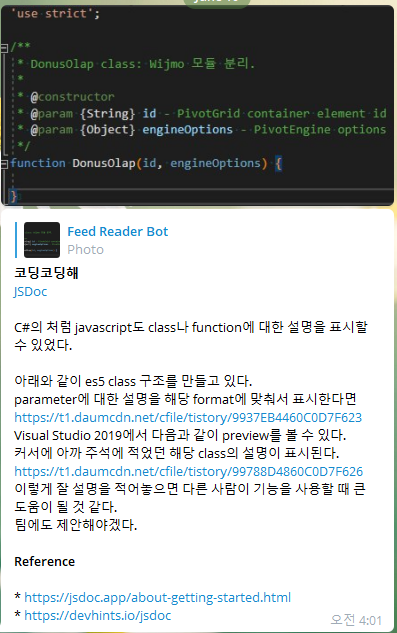 'use strict';
/**
* DonusOlap class: Wijmo 모듈 분리.
*
* @constructor
* @param {String} id - PivotGrid container element id
* @param {Object} engineOptions - PivotEngine options
*/
function DonusOlap(id, engineOptions) {
}
Feed Reader Bot
Photo
코딩코딩해
JSDoc
C#의 처럼 javascript도 class나 function에 대한 설명을 표시할
수 있었다.
아래와 같이 es5 class 구조를 만들고 있다.
parameter에 대한 설명을 해당 format에 맞춰서 표시한다면
https://t1.daumcdn.net/cfile/tistory/9937EB4460C0D7F623
Visual Studio 2019에서 다음과 같이 preview를 볼 수 있다.
커서에 아까 주석에 적었던 해당 class의 설명이 표시된다.
https://t1.daumcdn.net/cfile/tistory/99788D4860C0D7F626
이렇게 잘 설명을 적어놓으면 다른 사람이 기능을 사용할 때 큰
도움이 될 것 같다.
팀에도 제안해야겠다.
Reference
* https://jsdoc.app/about-getting-started.html
* https://devhints.io/jsdoc
오전 4:01